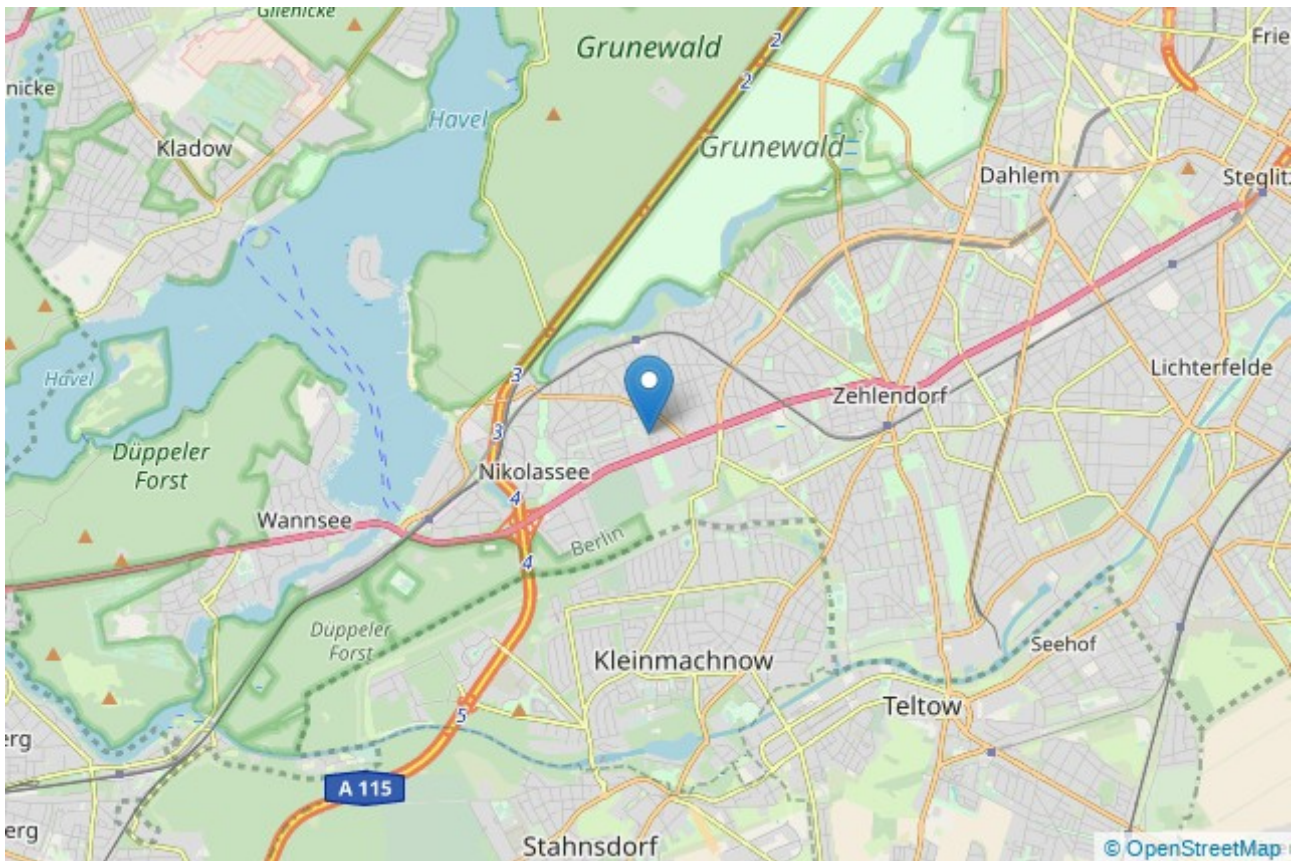 Glienicke
2
Frie
Grunewald
2
nicke
Havel
Kladow
Grunewald
Dahlem
Steglitz
3
Havel
Lichterfelde
Zehlendorf
3
Düppeler
Forst
Nikolassee
4
Wannsee
Berlin
4
Düppeler
Forst
Seehof
Kleinmachnow
Teltow
5
erg
A 115
erg
Stahnsdorf
© OpenStreetMap